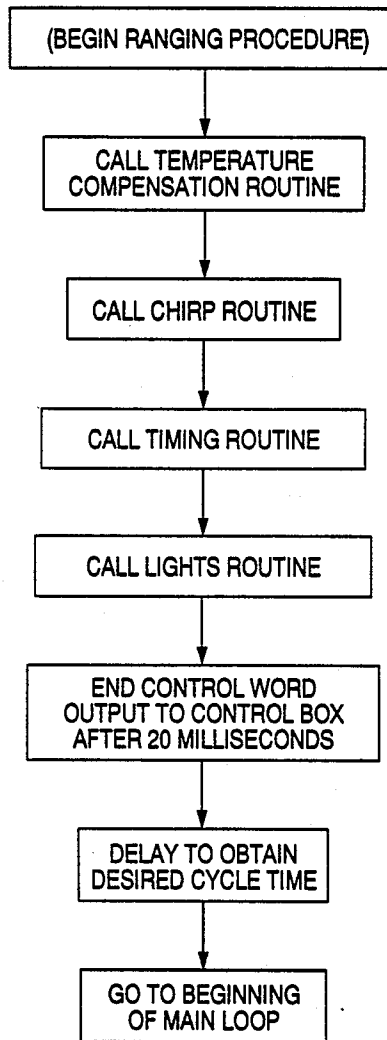 (BEGIN RANGING PROCEDURE)
CALL TEMPERATURE
COMPENSATION ROUTINE
CALL CHIRP ROUTINE
CALL TIMING ROUTINE
CALL LIGHTS ROUTINE
END CONTROL WORD
OUTPUT TO CONTROL BOX
AFTER 20 MILLISECONDS
DELAY TO OBTAIN
DESIRED CYCLE TIME
GO TO BEGINNING
OF MAIN LOOP